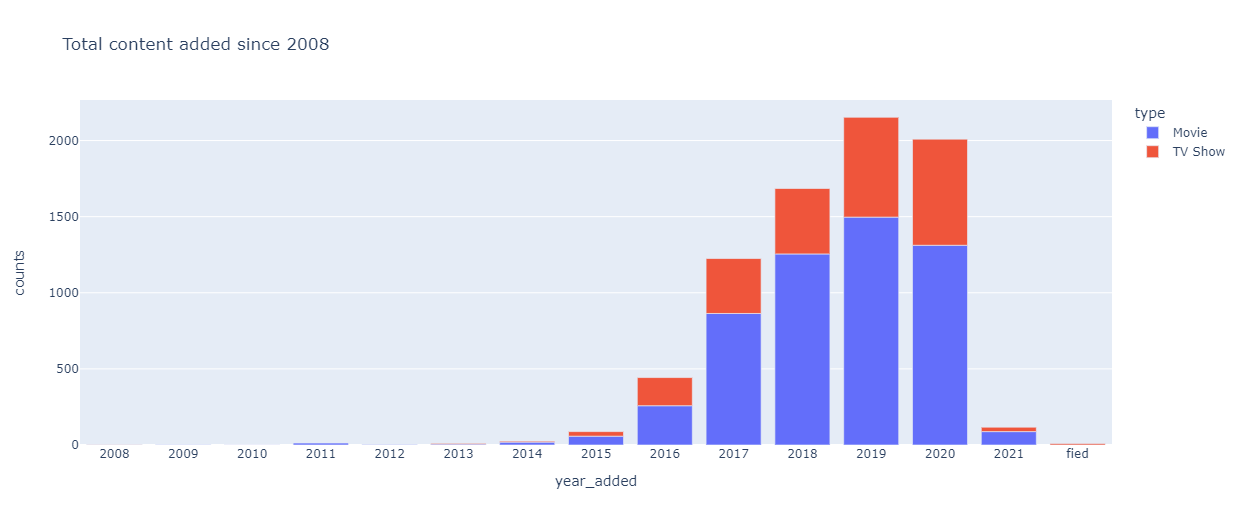 Total content added since 2008
type
Movie
TV Show
2000
1500
1000
500
0
counts
2008 2009 2010 2011 2012 2013 2014 2015 2016 2017 2018 2019 2020 2021 fied
year_added